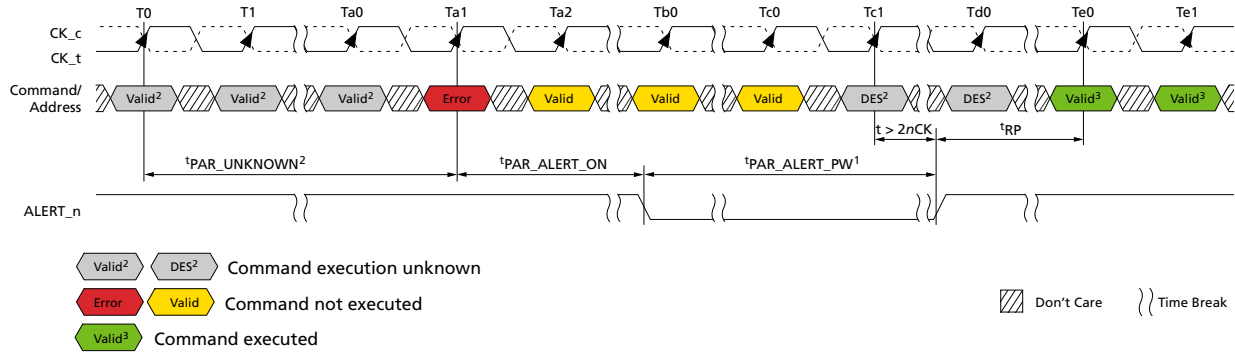 T0 T1 Ta0 Ta1 Ta2 Tb0 Tc0 Tc1 Td0 Te0 Te1
CK_c
CK_t
Command/
Address
Valid² Valid² Valid² Error Valid Valid Valid DES² DES² Valid³ Valid³
t > 2nCK ᵗRP
ᵗPAR_UNKNOWN² ᵗPAR_ALERT_ON ᵗPAR_ALERT_PW¹
ALERT_n
Valid² DES² Command execution unknown
Error Valid Command not executed
Don't Care Time Break
Valid³ Command executed